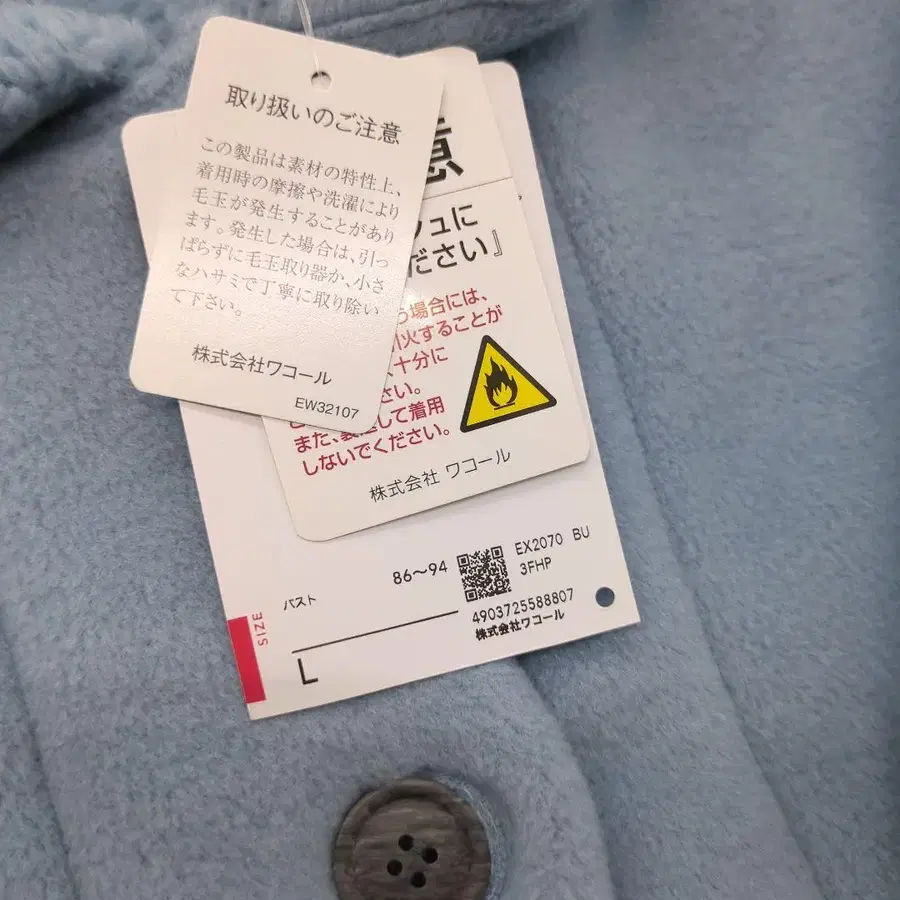 取り扱いのご注意
この製品は素材の特性上、
着用時の摩擦や洗濯により
毛玉が発生することがあり
ます。発生した場合は、引っ
ぱらずに毛玉取り器か、小さ
なハサミで丁寧に取り除い
て下さい。
株式会社ワコール
EW32107
意
ュに
ださい』
場合には、
引火することが
、十分に
さい。
また、
して着用
しないでください。
株式会社 ワコール
バスト
86〜94
EX2070 BU
3FHP
4903725588807
株式会社ワコール
SIZE
L